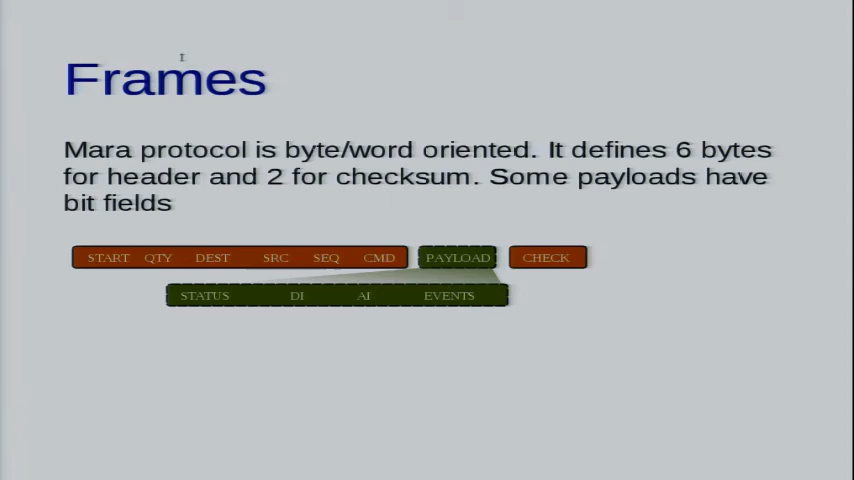 Frames
Mara protocol is byte/word oriented. It defines 6 bytes
for header and 2 for checksum. Some payloads have
bit fields
START QTY DEST SRC SEQ CMD PAYLOAD CHECK
STATUS DI AI EVENTS